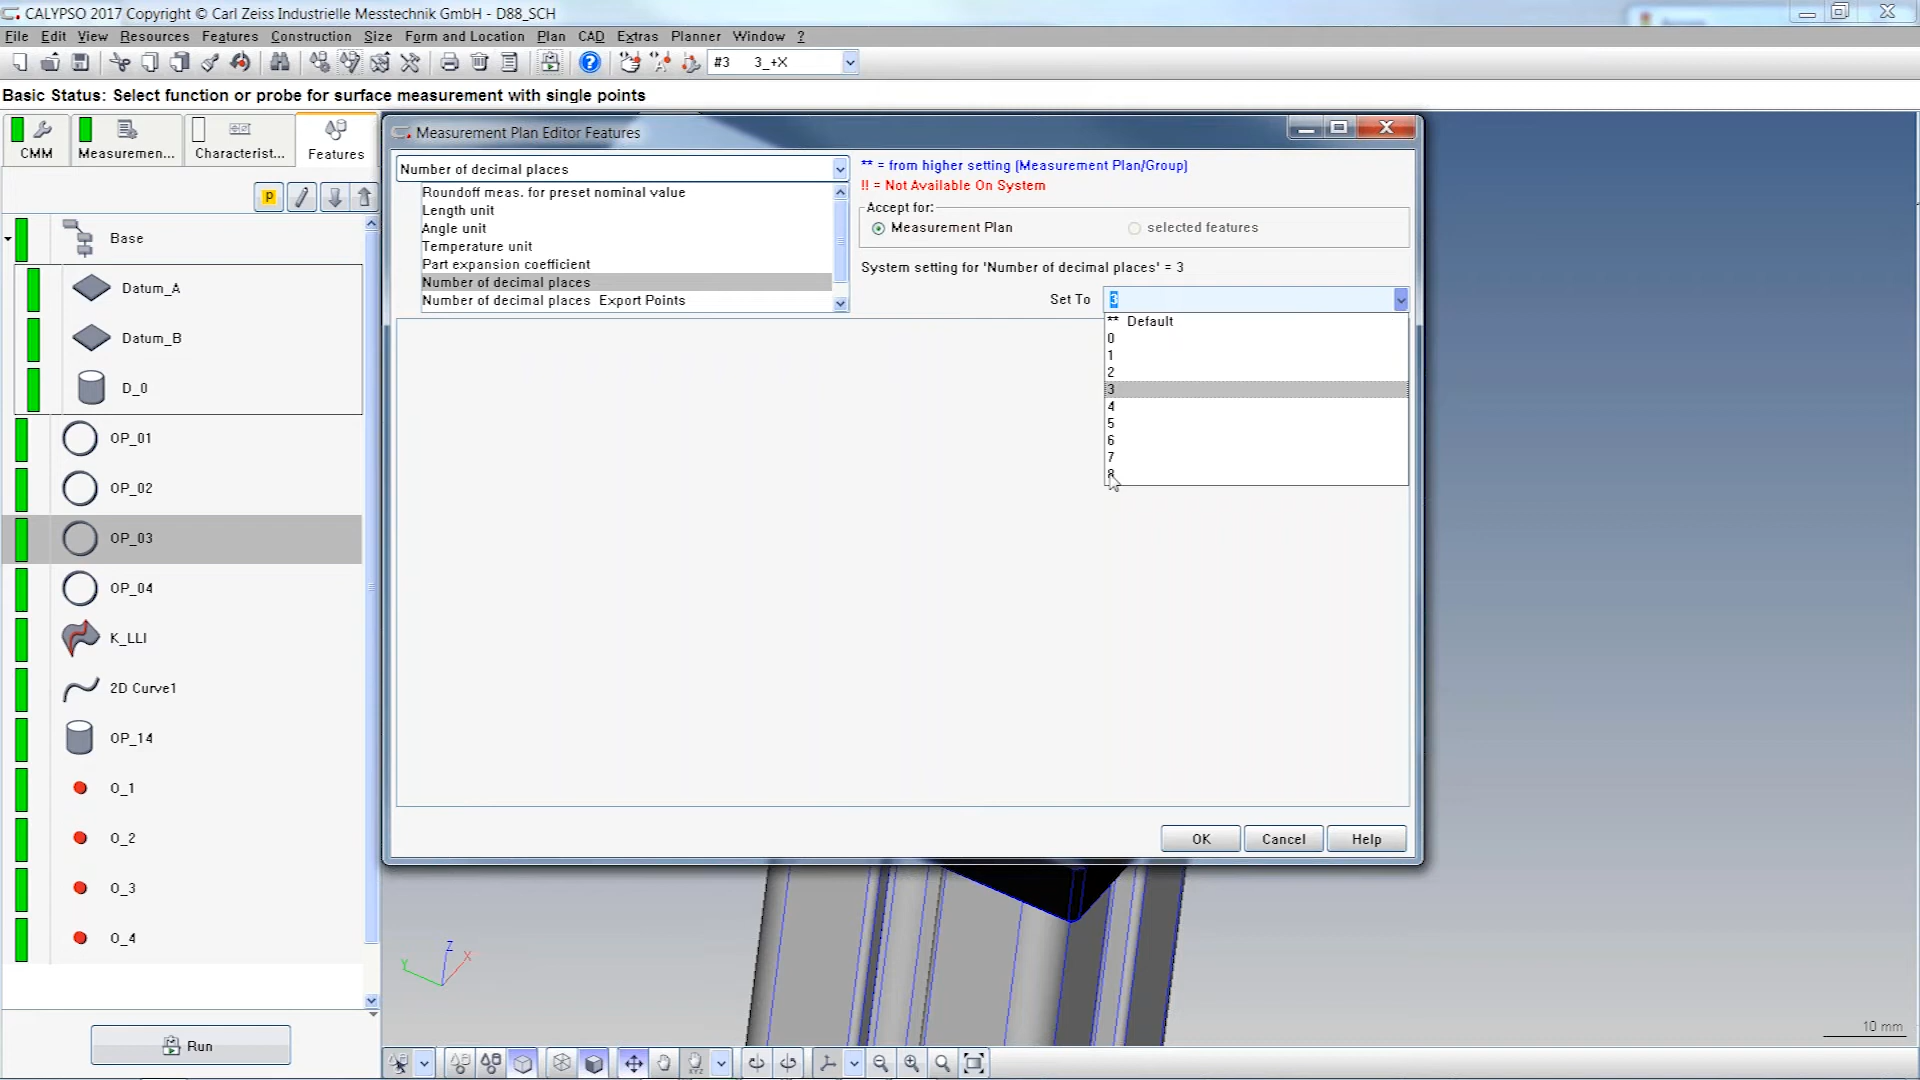 CALYPSO 2017 Copyright © Carl Zeiss Industrielle Messtechnik GmbH - D88_SCH
File Edit View Resources Features Construction Size Form and Location Plan CAD Extras Planner Window ?
#3 3_+X
Basic Status: Select function or probe for surface measurement with single points
CMM
Measuremen...
Characterist...
Features
P
Base
Datum_A
Datum_B
D_0
OP_01
OP_02
OP_03
OP_04
K_LLI
2D Curve1
OP_14
O_1
O_2
O_3
O_4
Run
Measurement Plan Editor Features
Number of decimal places
Roundoff meas. for preset nominal value
Length unit
Angle unit
Temperature unit
Part expansion coefficient
Number of decimal places
Number of decimal places Export Points
** = from higher setting (Measurement Plan/Group)
!! = Not Available On System
Accept for:
Measurement Plan
selected features
System setting for 'Number of decimal places' = 3
Set To 3
** Default
0
1
2
3
4
5
6
7
8
OK
Cancel
Help
Z
Y
X
10 mm
XYZ